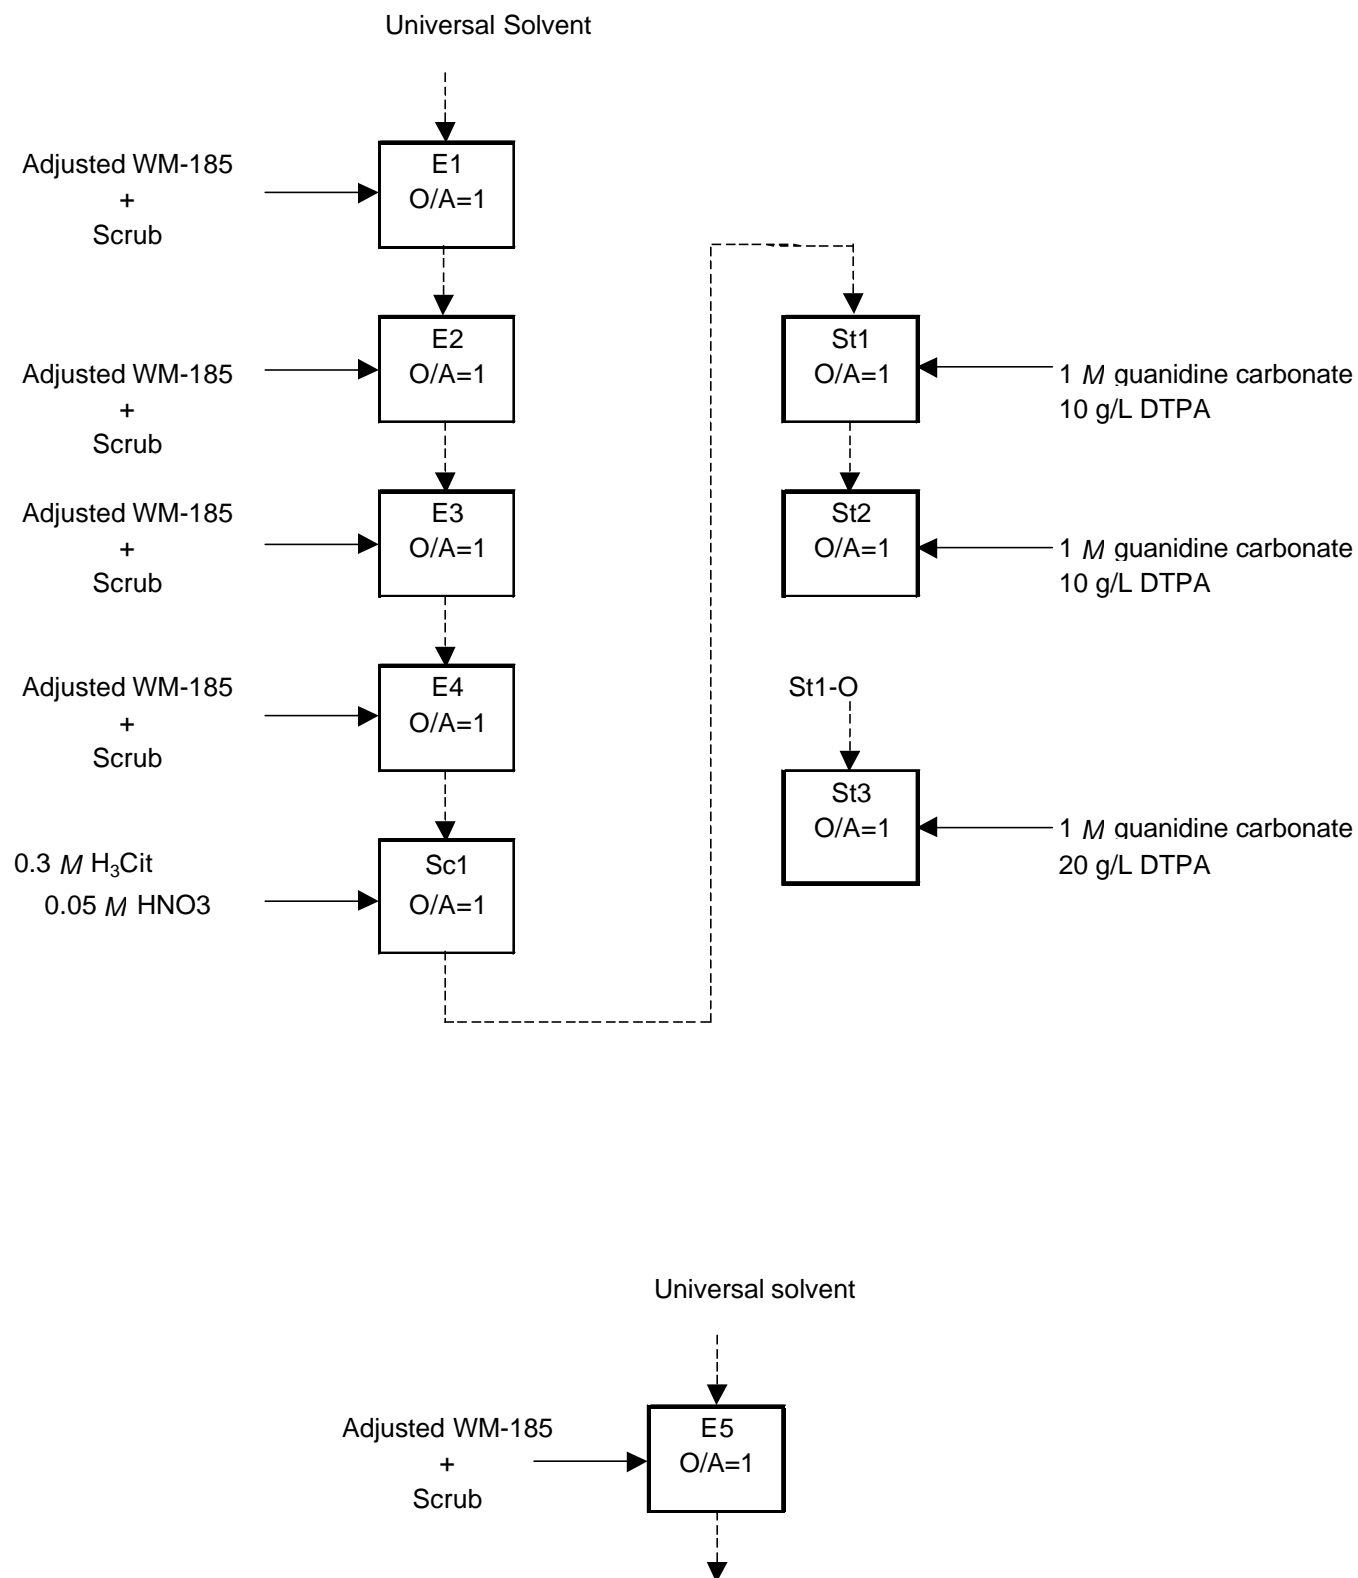 Universal Solvent
Adjusted WM-185
+
Scrub
E1
O/A=1
Adjusted WM-185
+
Scrub
E2
O/A=1
Adjusted WM-185
+
Scrub
E3
O/A=1
Adjusted WM-185
+
Scrub
E4
O/A=1
0.3 M H₃Cit
0.05 M HNO3
Sc1
O/A=1
St1
O/A=1
1 M guanidine carbonate
10 g/L DTPA
St2
O/A=1
1 M guanidine carbonate
10 g/L DTPA
St1-O
St3
O/A=1
1 M guanidine carbonate
20 g/L DTPA
Universal solvent
Adjusted WM-185
+
Scrub
E5
O/A=1